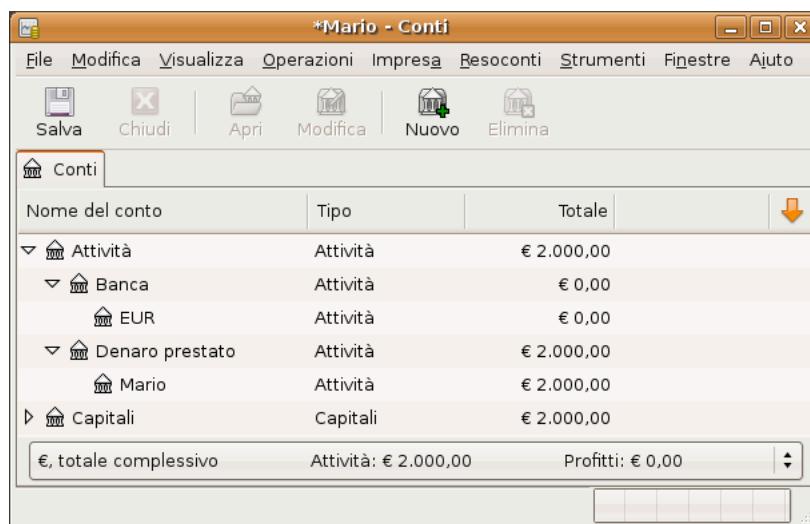 *Mario - Conti
File Modifica Visualizza Operazioni Impresa Resoconti Strumenti Finestre Aiuto
Salva Chiudi Apri Modifica Nuovo Elimina
Conti
Nome del conto Tipo Totale
Attività Attività € 2.000,00
Banca Attività € 0,00
EUR Attività € 0,00
Denaro prestato Attività € 2.000,00
Mario Attività € 2.000,00
Capitali Capitali € 2.000,00
€, totale complessivo Attività: € 2.000,00 Profitti: € 0,00